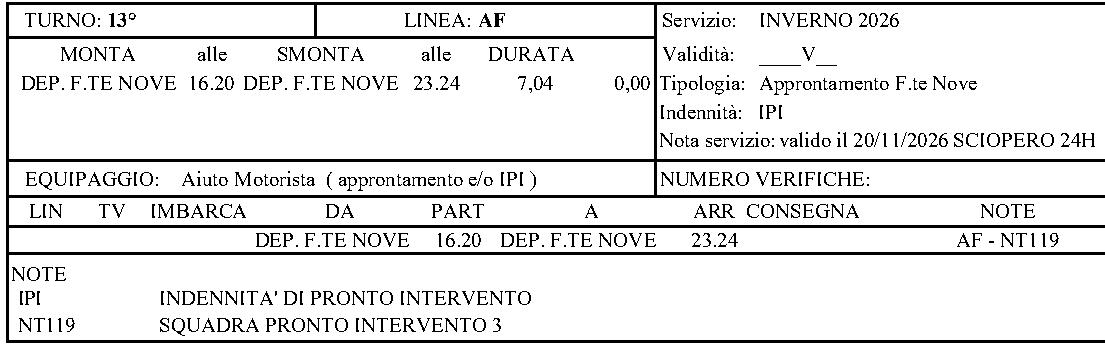 TURNO: 13° LINEA: AF Servizio: INVERNO 2026
MONTA alle SMONTA alle DURATA Validità: ____V__
DEP. F.TE NOVE 16.20 DEP. F.TE NOVE 23.24 7,04 0,00 Tipologia: Approntamento F.te Nove
Indennità: IPI
Nota servizio: valido il 20/11/2026 SCIOPERO 24H
EQUIPAGGIO: Aiuto Motorista ( approntamento e/o IPI ) NUMERO VERIFICHE:
LIN TV IMBARCA DA PART A ARR CONSEGNA NOTE
DEP. F.TE NOVE 16.20 DEP. F.TE NOVE 23.24 AF - NT119
NOTE
IPI INDENNITA' DI PRONTO INTERVENTO
NT119 SQUADRA PRONTO INTERVENTO 3